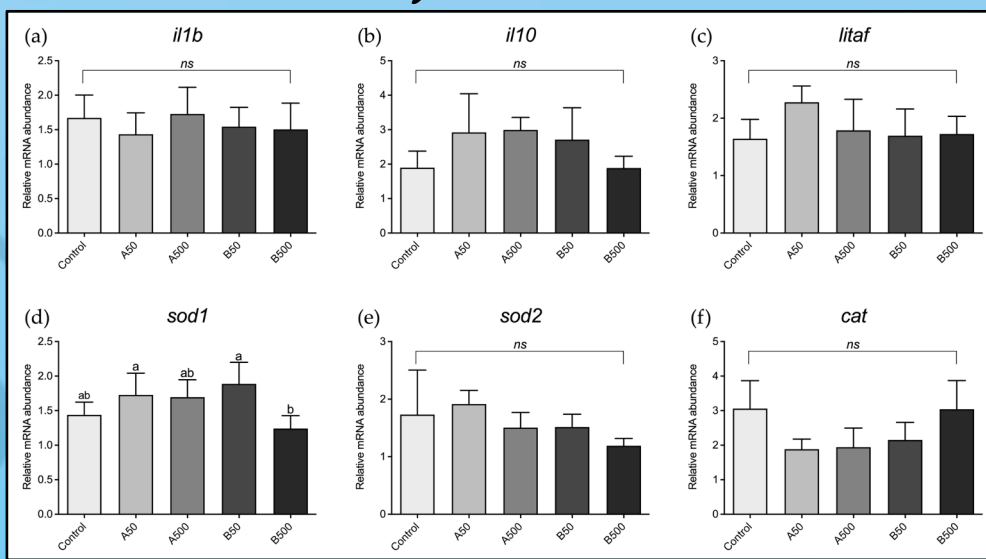 (a) il1b
Relative mRNA abundance
2.5
2.0
1.5
1.0
0.5
0.0
ns
Control A50 A500 B50 B500
(b) il10
Relative mRNA abundance
5
4
3
2
1
0
ns
Control A50 A500 B50 B500
(c) litaf
Relative mRNA abundance
3
2
1
0
ns
Control A50 A500 B50 B500
(d) sod1
Relative mRNA abundance
2.5
2.0
1.5
1.0
0.5
0.0
ab a ab a b
Control A50 A500 B50 B500
(e) sod2
Relative mRNA abundance
3
2
1
0
ns
Control A50 A500 B50 B500
(f) cat
Relative mRNA abundance
5
4
3
2
1
0
ns
Control A50 A500 B50 B500